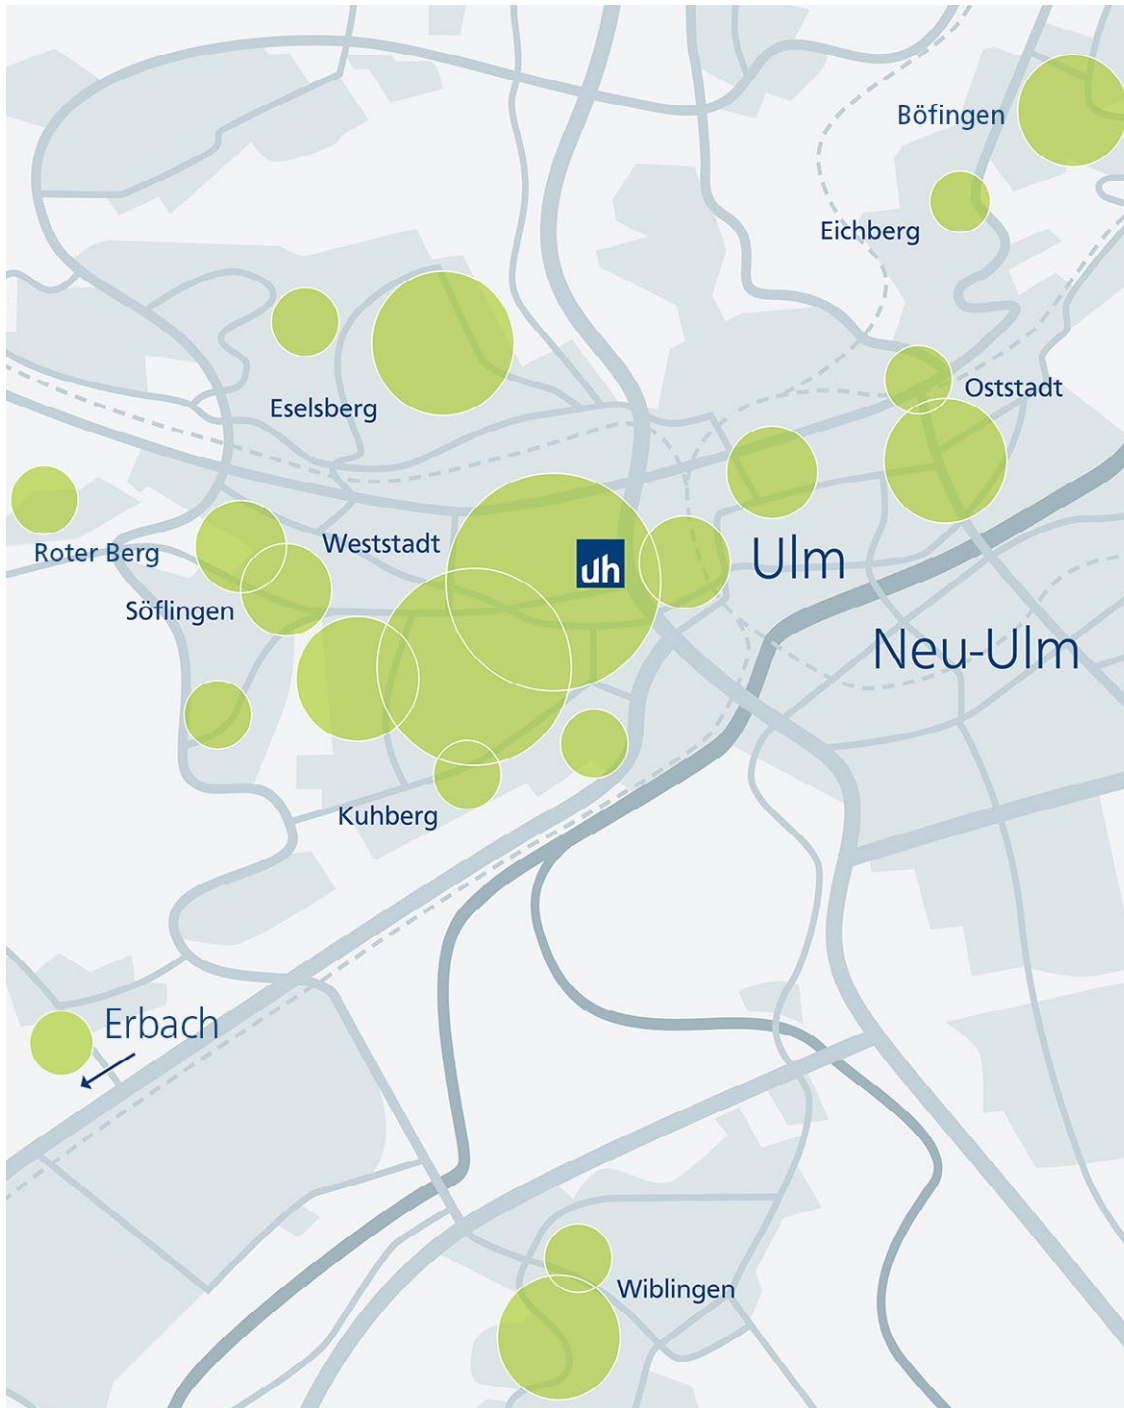 Böfingen
Eichberg
Oststadt
Eselsberg
Weststadt
Roter Berg
uh
Ulm
Söflingen
Neu-Ulm
Kuhberg
Erbach
Wiblingen